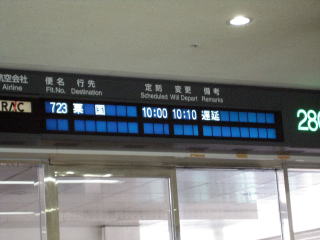 航空会社 便名 行先 定時 変更 備考
Airline Flt.No. Destination Scheduled Will Depart Remarks
RAC 723 粟国 10:00 10:10 遅延
28